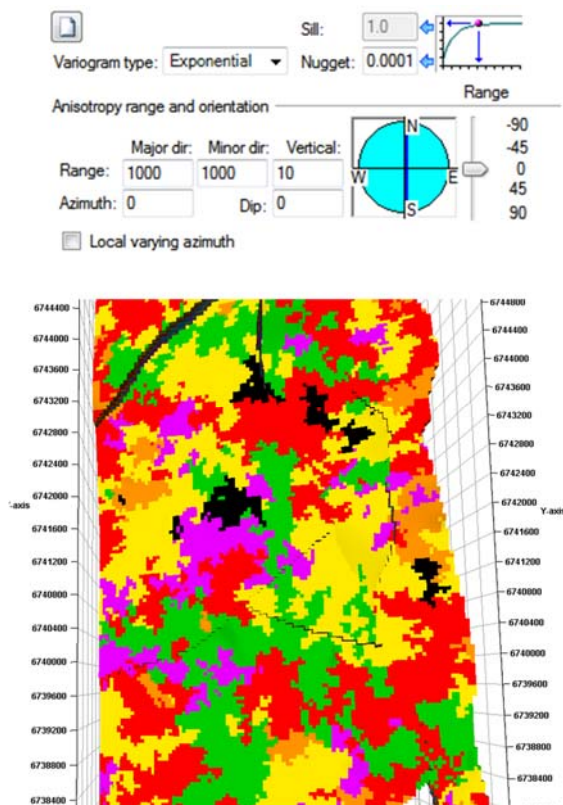 Sill: 1.0
Variogram type: Exponential Nugget: 0.0001
Range
Anisotropy range and orientation
Major dir: Minor dir: Vertical:
Range: 1000 1000 10
Azimuth: 0 Dip: 0
N
W E
S
-90
-45
0
45
90
Local varying azimuth
6744400 6744800
6744000 6744400
6743600 6744000
6743200 6743600
6742800 6743200
6742400 6742800
6742000 6742400
-axis 6742000 Y-axis
6741600 6741600
6741200 6741200
6740800 6740800
6740400 6740400
6740000 6740000
6739600 6739600
6739200 6739200
6738800 6738800
6738400 6738400